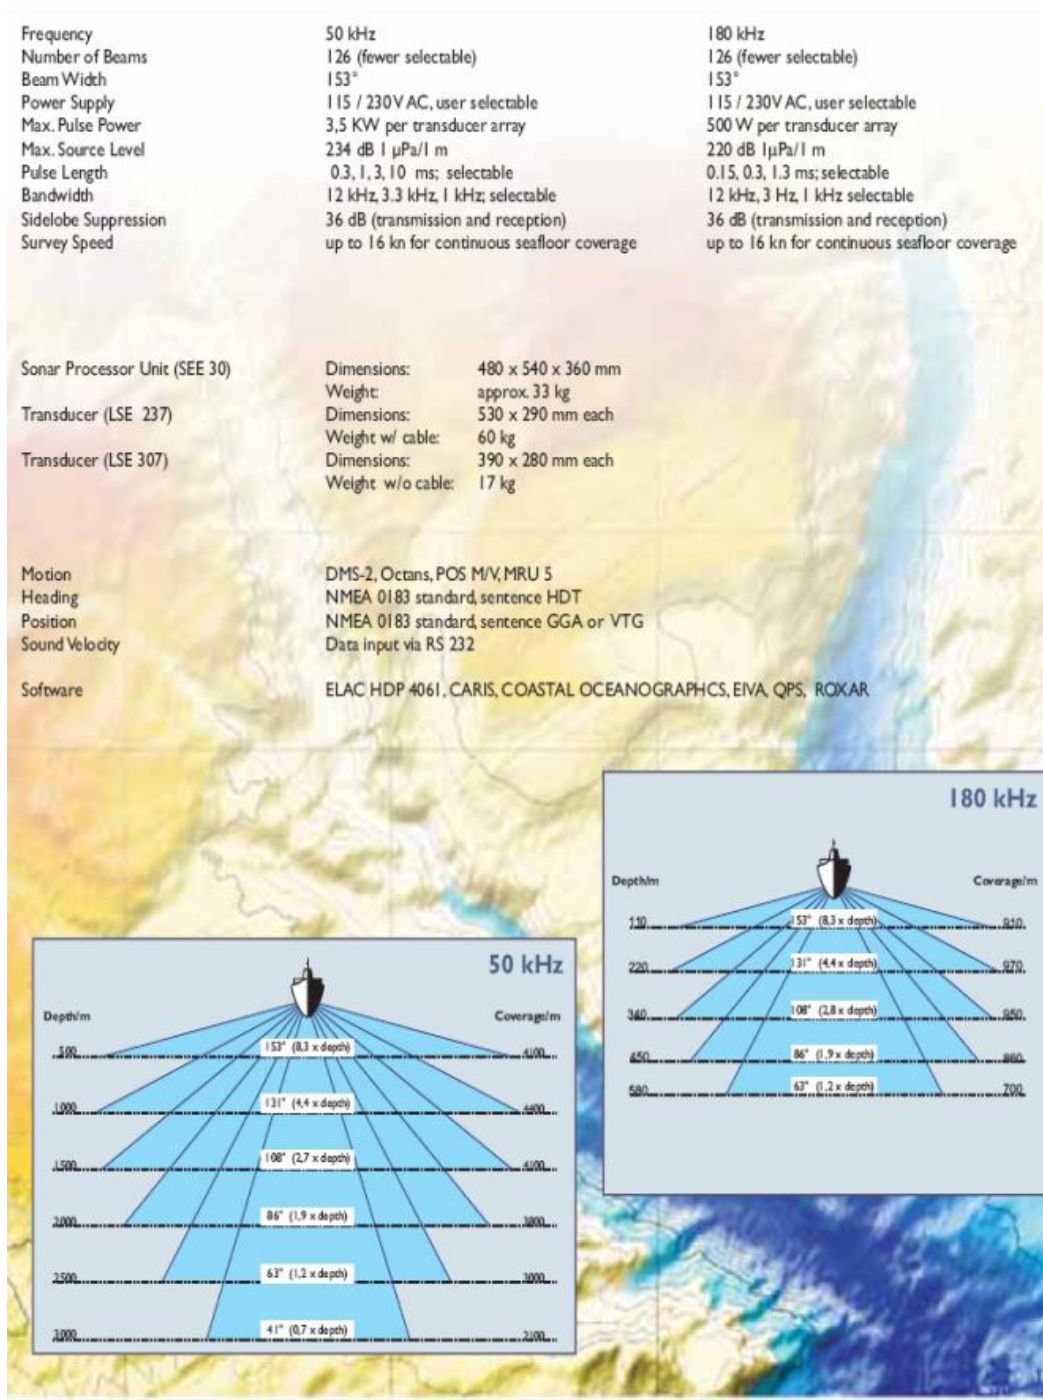 Frequency 50 kHz 180 kHz
Number of Beams 126 (fewer selectable) 126 (fewer selectable)
Beam Width 153° 153°
Power Supply 115 / 230V AC, user selectable 115 / 230V AC, user selectable
Max. Pulse Power 3,5 KW per transducer array 500 W per transducer array
Max. Source Level 234 dB 1 µPa/1 m 220 dB 1µPa/1 m
Pulse Length 0.3, 1, 3, 10 ms; selectable 0.15, 0.3, 1.3 ms; selectable
Bandwidth 12 kHz, 3.3 kHz, 1 kHz; selectable 12 kHz, 3 Hz, 1 kHz selectable
Sidelobe Suppression 36 dB (transmission and reception) 36 dB (transmission and reception)
Survey Speed up to 16 kn for continuous seafloor coverage up to 16 kn for continuous seafloor coverage
Sonar Processor Unit (SEE 30) Dimensions: 480 x 540 x 360 mm
Weight: approx. 33 kg
Transducer (LSE 237) Dimensions: 530 x 290 mm each
Weight w/ cable: 60 kg
Transducer (LSE 307) Dimensions: 390 x 280 mm each
Weight w/o cable: 17 kg
Motion DMS-2, Octans, POS M/V, MRU 5
Heading NMEA 0183 standard, sentence HDT
Position NMEA 0183 standard, sentence GGA or VTG
Sound Velocity Data input via RS 232
Software ELAC HDP 4061, CARIS, COASTAL OCEANOGRAPHCS, EIVA, QPS, ROXAR
180 kHz
Depth/m Coverage/m
110 153° (8,3 x depth) 910
220 131° (4,4 x depth) 970
340 108° (2,8 x depth) 950
450 86° (1,9 x depth) 860
580 63° (1,2 x depth) 700
50 kHz
Depth/m Coverage/m
500 153° (8,3 x depth) 4100
1000 131° (4,4 x depth) 4400
1500 108° (2,7 x depth) 4100
2000 86° (1,9 x depth) 3800
2500 63° (1,2 x depth) 3000
3000 41° (0,7 x depth) 2100